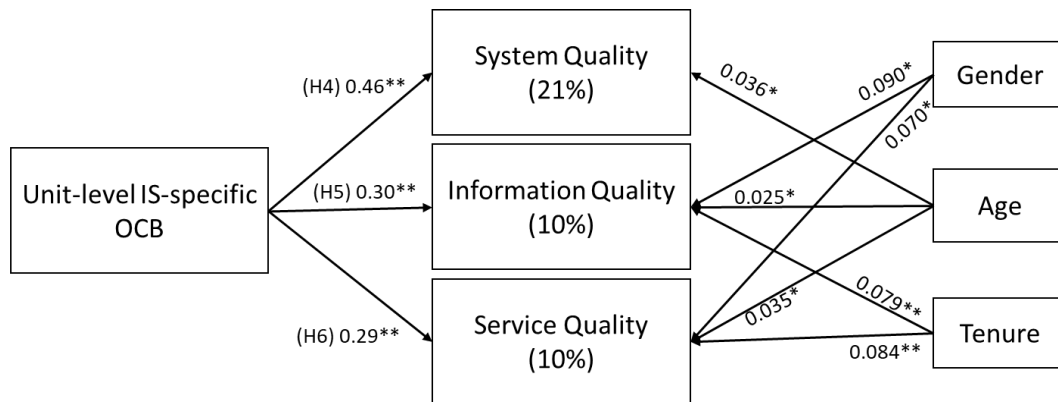 System Quality
(21%)
Gender
(H4) 0.46**
0.036*
0.090*
0.070*
Unit-level IS-specific
OCB
(H5) 0.30**
Information Quality
(10%)
0.025*
Age
(H6) 0.29**
Service Quality
(10%)
0.035*
0.079**
0.084**
Tenure